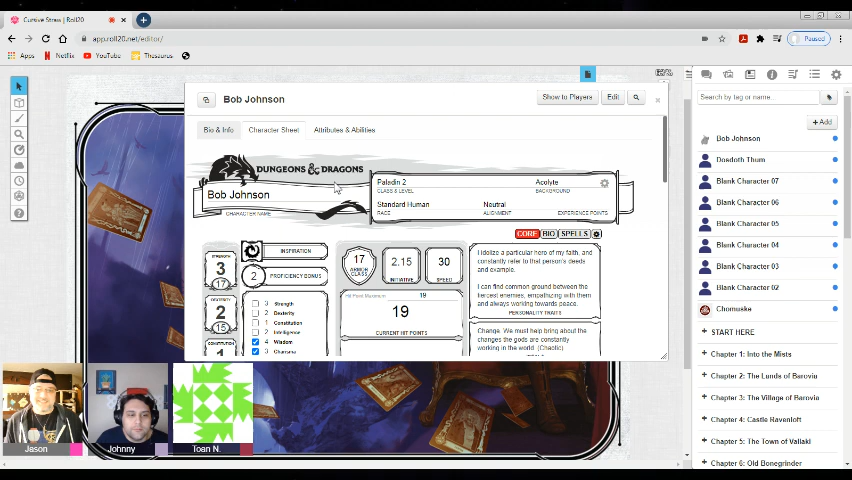 Cursive Stress | Roll20
app.roll20.net/editor/
Paused
Apps
Netflix
YouTube
Thesaurus
Bob Johnson
Show to Players
Edit
Bio & Info
Character Sheet
Attributes & Abilities
DUNGEONS & DRAGONS
Bob Johnson
CHARACTER NAME
Paladin 2
Acolyte
CLASS & LEVEL
BACKGROUND
Standard Human
Neutral
RACE
ALIGNMENT
EXPERIENCE POINTS
CORE
BIO
SPELLS
STRENGTH
3
17
DEXTERITY
2
15
CONSTITUTION
INSPIRATION
2
PROFICIENCY BONUS
3 Strength
2 Dexterity
1 Constitution
2 Intelligence
4 Wisdom
3 Charisma
17
ARMOR
CLASS
2.15
INITIATIVE
30
SPEED
Hit Point Maximum 19
19
CURRENT HIT POINTS
I idolize a particular hero of my faith, and
constantly refer to that person's deeds
and example.
I can find common ground between the
fiercest enemies, empathizing with them
and always working towards peace.
PERSONALITY TRAITS
Change. We must help bring about the
changes the gods are constantly
working in the world. (Chaotic)
Search by tag or name...
+ Add
Bob Johnson
Dosdoth Thum
Blank Character 07
Blank Character 06
Blank Character 05
Blank Character 04
Blank Character 03
Blank Character 02
Chomuske
START HERE
Chapter 1: Into the Mists
Chapter 2: The Lands of Barovia
Chapter 3: The Village of Barovia
Chapter 4: Castle Ravenloft
Chapter 5: The Town of Vallaki
Chapter 6: Old Bonegrinder
Jason
Johnny
Toan N.